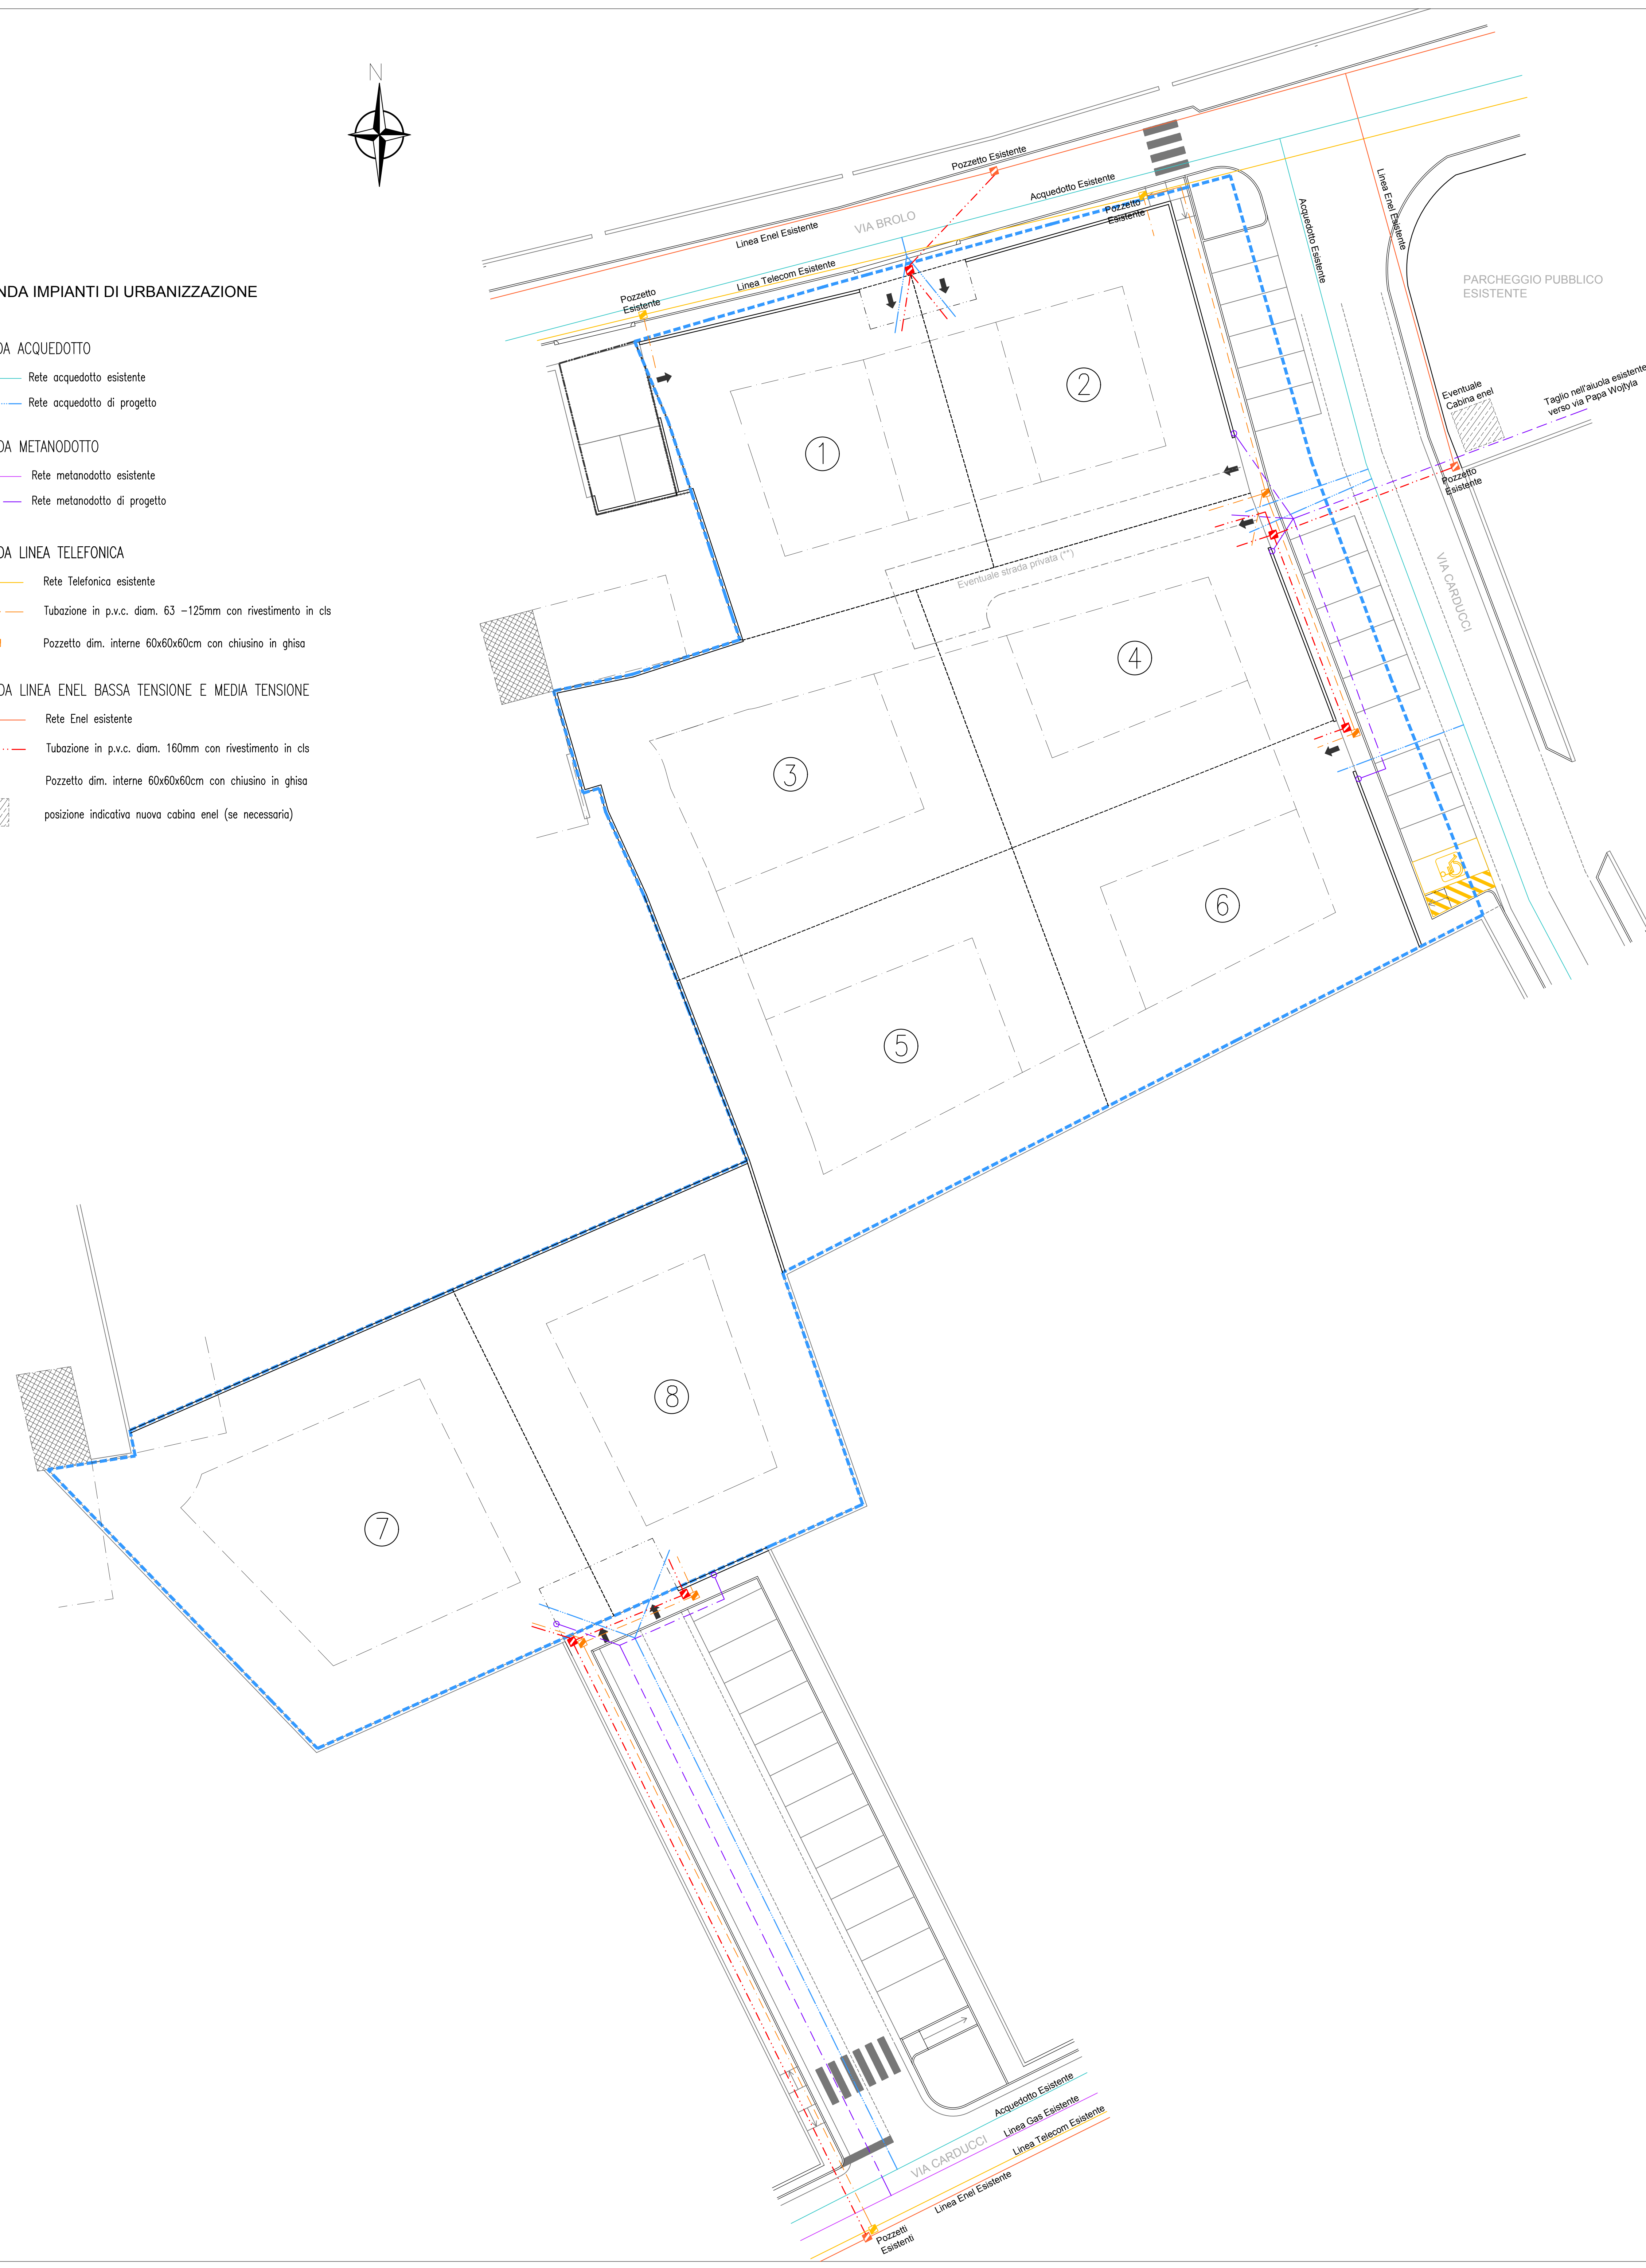 N
NDA IMPIANTI DI URBANIZZAZIONE
DA ACQUEDOTTO
Rete acquedotto esistente
Rete acquedotto di progetto
DA METANODOTTO
Rete metanodotto esistente
Rete metanodotto di progetto
DA LINEA TELEFONICA
Rete Telefonica esistente
Tubazione in p.v.c. diam. 63 -125mm con rivestimento in cls
Pozzetto dim. interne 60x60x60cm con chiusino in ghisa
DA LINEA ENEL BASSA TENSIONE E MEDIA TENSIONE
Rete Enel esistente
Tubazione in p.v.c. diam. 160mm con rivestimento in cls
Pozzetto dim. interne 60x60x60cm con chiusino in ghisa
posizione indicativa nuova cabina enel (se necessaria)
Pozzetto Esistente
Acquedotto Esistente
VIA BROLO
Linea Enel Esistente
Linea Telecom Esistente
Pozzetto
Esistente
Pozzetto
Esistente
Acquedotto Esistente
Linea Enel Esistente
PARCHEGGIO PUBBLICO
ESISTENTE
Eventuale
Cabina enel
Taglio nell'aiuola esistente
verso via Papa Wojtyla
Pozzetto
Esistente
VIA CARDUCCI
Eventuale strada privata (**)
1
2
3
4
5
6
7
8
Acquedotto Esistente
Linea Gas Esistente
Linea Telecom Esistente
VIA CARDUCCI
Linea Enel Esistente
Pozzetti
Esistenti